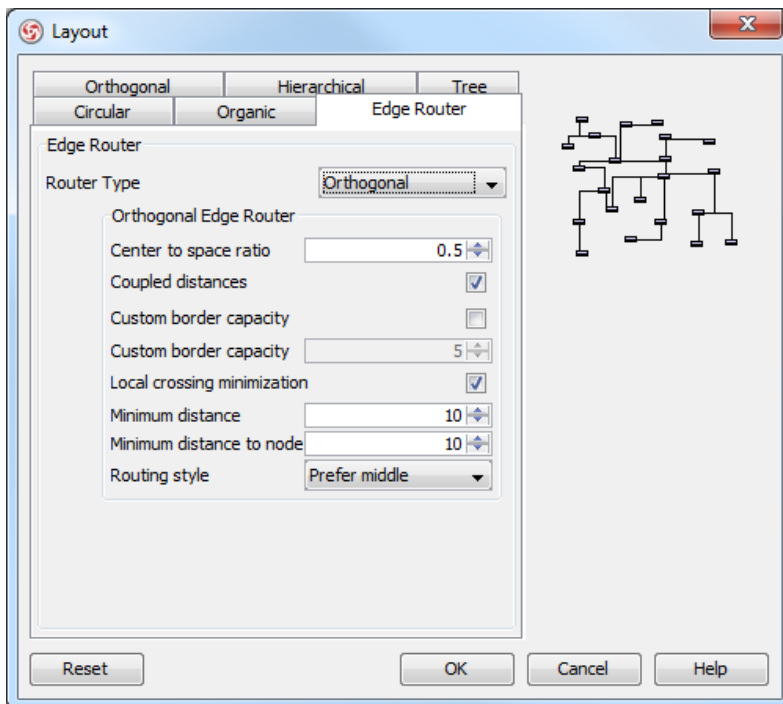 Layout
Orthogonal Hierarchical Tree
Circular Organic Edge Router
Edge Router
Router Type Orthogonal
Orthogonal Edge Router
Center to space ratio 0.5
Coupled distances
Custom border capacity
Custom border capacity 5
Local crossing minimization
Minimum distance 10
Minimum distance to node 10
Routing style Prefer middle
Reset OK Cancel Help